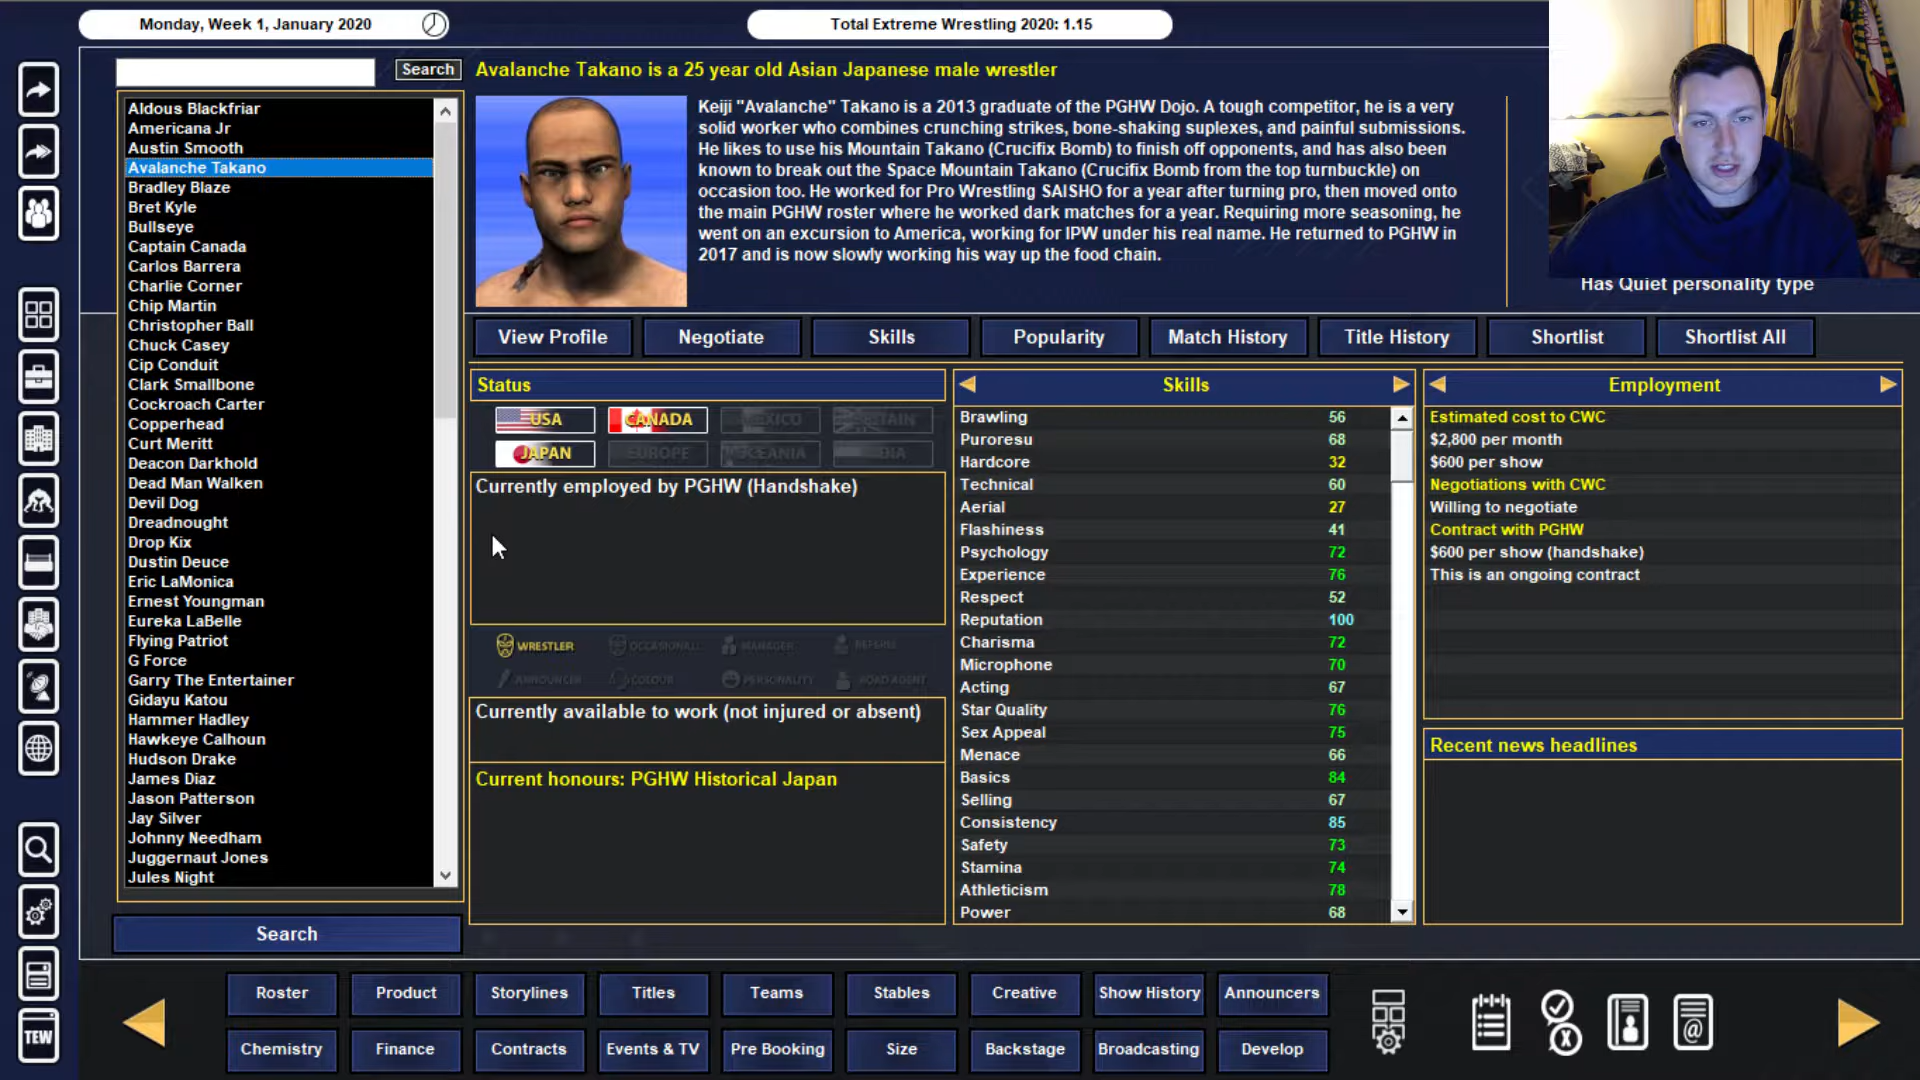 Monday, Week 1, January 2020
Total Extreme Wrestling 2020: 1.15
Search
Avalanche Takano is a 25 year old Asian Japanese male wrestler
Keiji "Avalanche" Takano is a 2013 graduate of the PGHW Dojo. A tough competitor, he is a very
solid worker who combines crunching strikes, bone-shaking suplexes, and painful submissions.
He likes to use his Mountain Takano (Crucifix Bomb) to finish off opponents, and has also been
known to break out the Space Mountain Takano (Crucifix Bomb from the top turnbuckle) on
occasion too. He worked for Pro Wrestling SAISHO for a year after turning pro, then moved onto
the main PGHW roster where he worked dark matches for a year. Requiring more seasoning, he
went on an excursion to America, working for IPW under his real name. He returned to PGHW in
2017 and is now slowly working his way up the food chain.
Has Quiet personality type
Aldous Blackfriar
Americana Jr
Austin Smooth
Avalanche Takano
Bradley Blaze
Bret Kyle
Bullseye
Captain Canada
Carlos Barrera
Charlie Corner
Chip Martin
Christopher Ball
Chuck Casey
Cip Conduit
Clark Smallbone
Cockroach Carter
Copperhead
Curt Meritt
Deacon Darkhold
Dead Man Walken
Devil Dog
Dreadnought
Drop Kix
Dustin Deuce
Eric LaMonica
Ernest Youngman
Eureka LaBelle
Flying Patriot
G Force
Garry The Entertainer
Gidayu Katou
Hammer Hadley
Hawkeye Calhoun
Hudson Drake
James Diaz
Jason Patterson
Jay Silver
Johnny Needham
Juggernaut Jones
Jules Night
Search
View Profile
Negotiate
Skills
Popularity
Match History
Title History
Shortlist
Shortlist All
Status
USA
CANADA
MEXICO
BRITAIN
JAPAN
EUROPE
OCEANIA
INDIA
Currently employed by PGHW (Handshake)
WRESTLER
OCCASIONAL
MANAGER
REFEREE
ANNOUNCER
COLOUR
PERSONALITY
ROAD AGENT
Currently available to work (not injured or absent)
Current honours: PGHW Historical Japan
Skills
Brawling 56
Puroresu 68
Hardcore 32
Technical 60
Aerial 27
Flashiness 41
Psychology 72
Experience 76
Respect 52
Reputation 100
Charisma 72
Microphone 70
Acting 67
Star Quality 76
Sex Appeal 75
Menace 66
Basics 84
Selling 67
Consistency 85
Safety 73
Stamina 74
Athleticism 78
Power 68
Employment
Estimated cost to CWC
$2,800 per month
$600 per show
Negotiations with CWC
Willing to negotiate
Contract with PGHW
$600 per show (handshake)
This is an ongoing contract
Recent news headlines
TEW
Roster
Product
Storylines
Titles
Teams
Stables
Creative
Show History
Announcers
Chemistry
Finance
Contracts
Events & TV
Pre Booking
Size
Backstage
Broadcasting
Develop